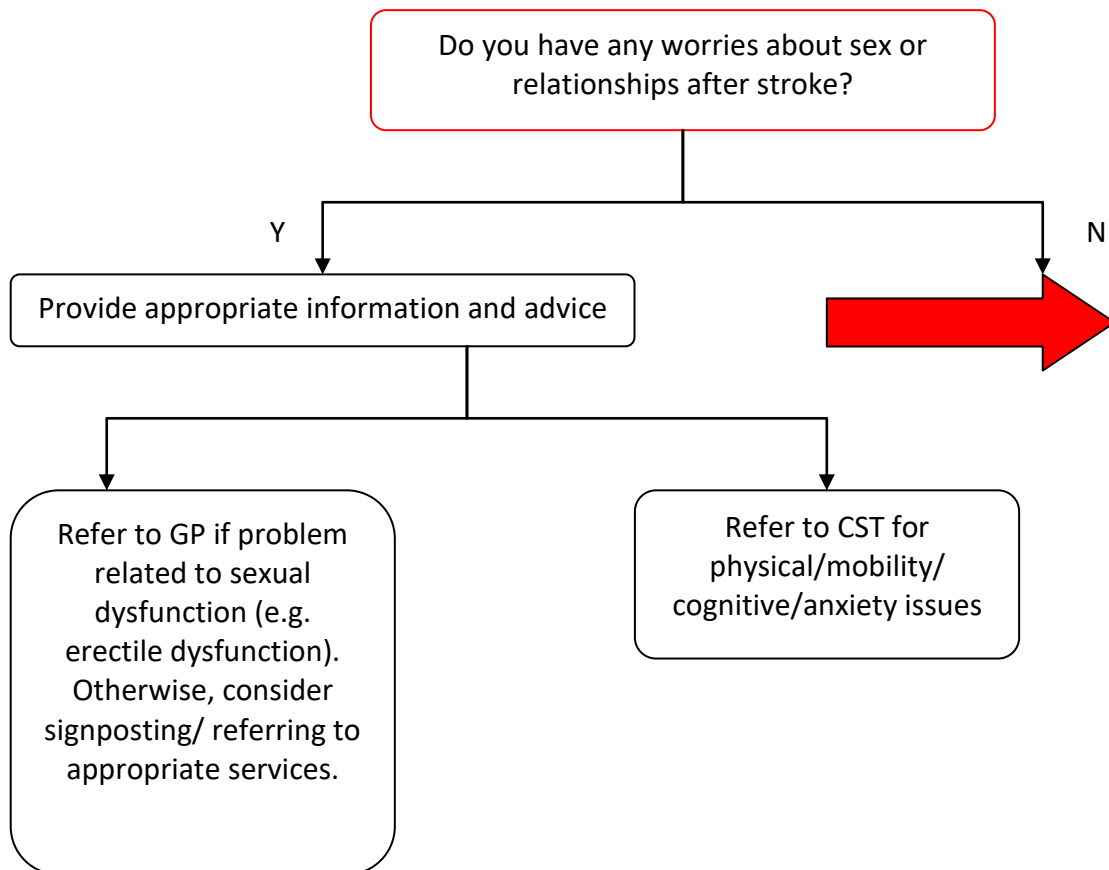 Do you have any worries about sex or
relationships after stroke?
Y
N
Provide appropriate information and advice
Refer to GP if problem
related to sexual
dysfunction (e.g.
erectile dysfunction).
Otherwise, consider
signposting/ referring to
appropriate services.
Refer to CST for
physical/mobility/
cognitive/anxiety issues